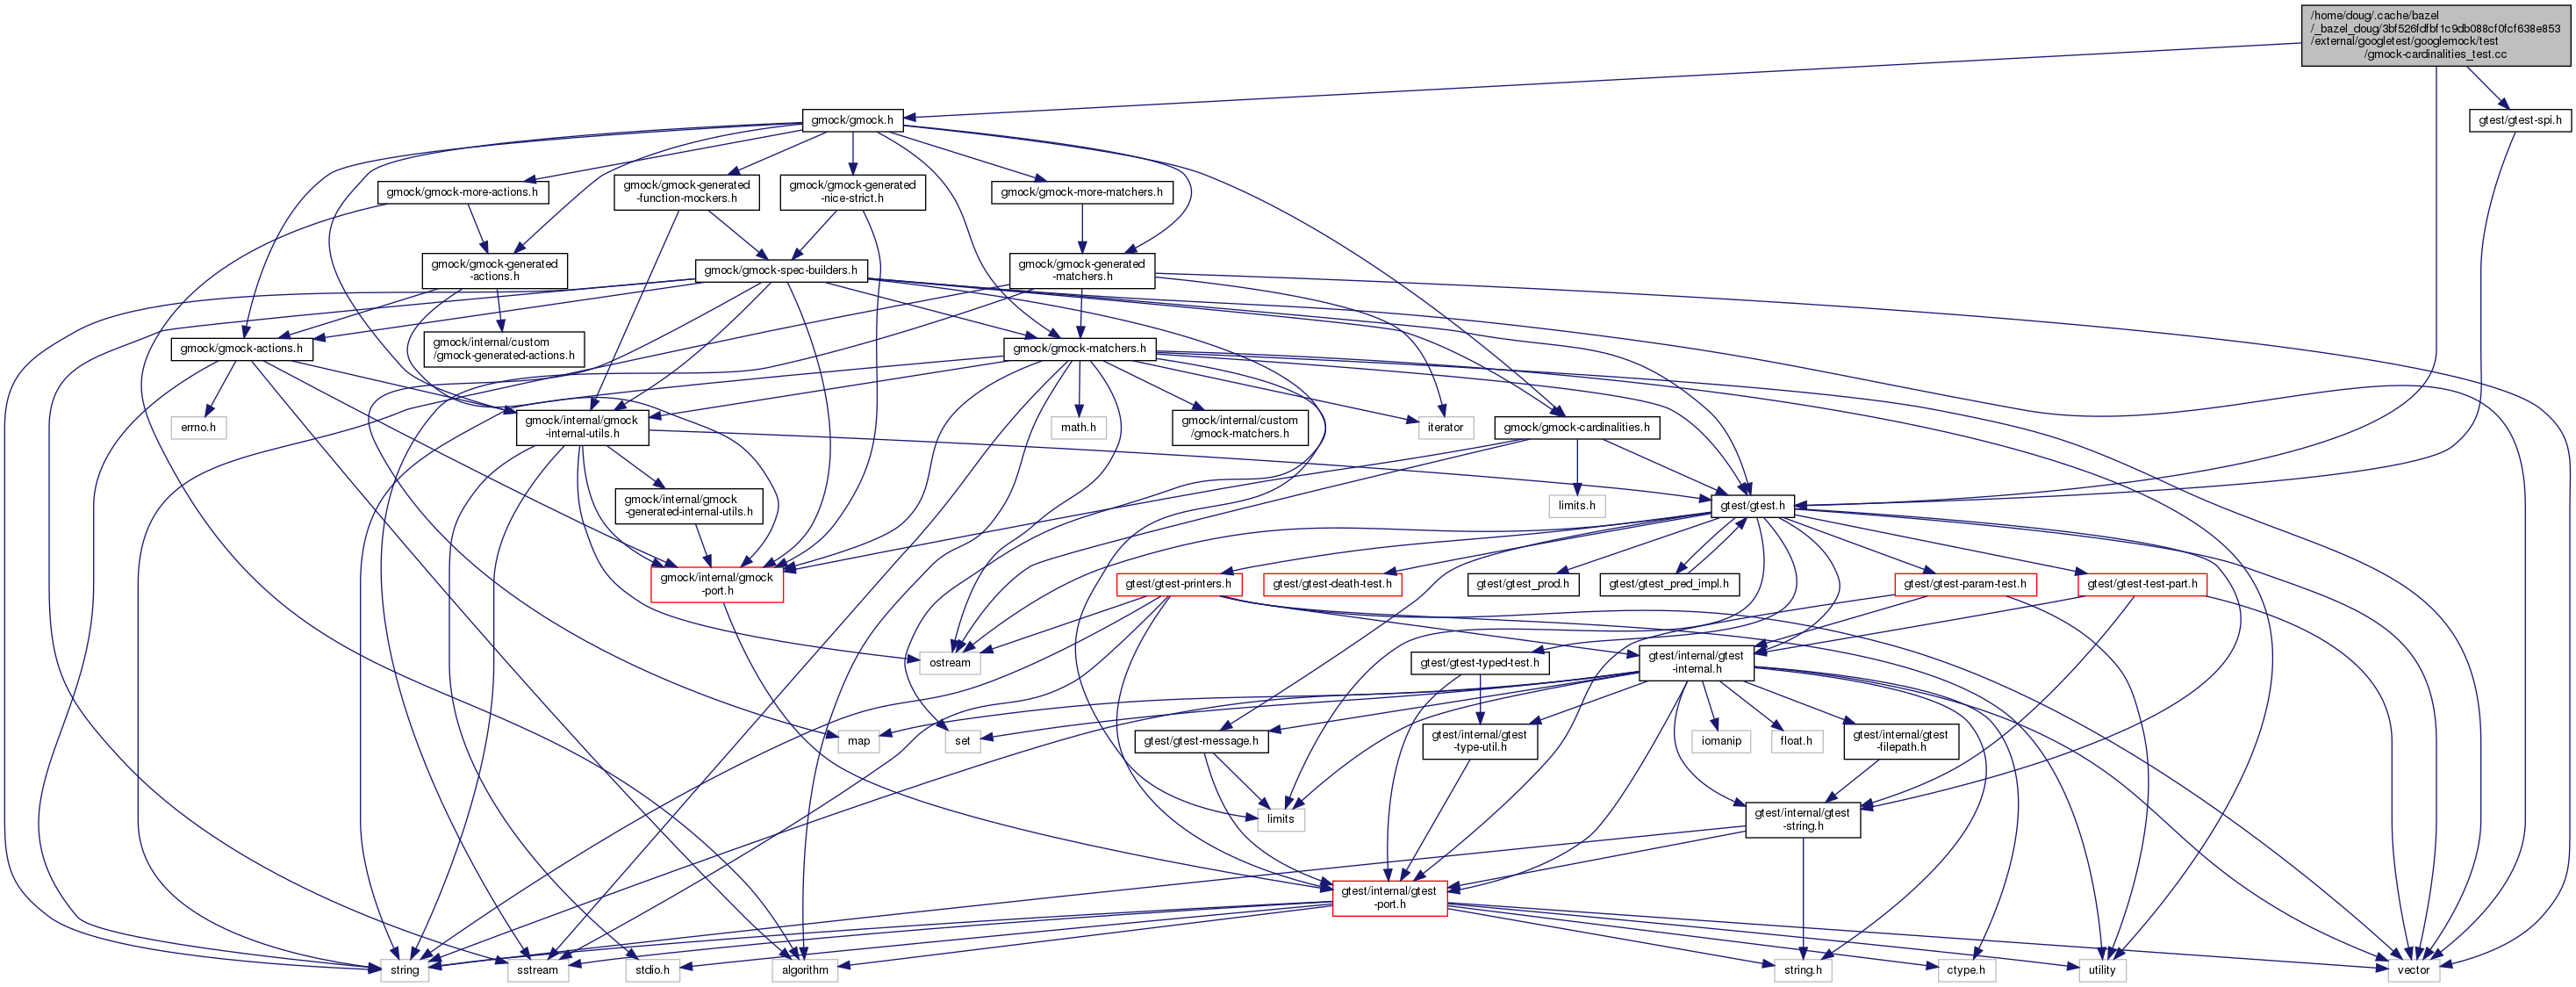 /home/doug/.cache/bazel
/_bazel_doug/3bf526fdfbf1c9db088cf0fcf638e853
/external/googletest/googlemock/test
/gmock-cardinalities_test.cc
gmock/gmock.h
gtest/gtest-spi.h
gmock/gmock-more-actions.h
gmock/gmock-generated
-function-mockers.h
gmock/gmock-generated
-nice-strict.h
gmock/gmock-more-matchers.h
gmock/gmock-generated
-actions.h
gmock/gmock-spec-builders.h
gmock/gmock-generated
-matchers.h
gmock/gmock-actions.h
gmock/internal/custom
/gmock-generated-actions.h
gmock/gmock-matchers.h
errno.h
gmock/internal/gmock
-internal-utils.h
math.h
gmock/internal/custom
/gmock-matchers.h
iterator
gmock/gmock-cardinalities.h
gmock/internal/gmock
-generated-internal-utils.h
limits.h
gtest/gtest.h
gmock/internal/gmock
-port.h
gtest/gtest-printers.h
gtest/gtest-death-test.h
gtest/gtest_prod.h
gtest/gtest_pred_impl.h
gtest/gtest-param-test.h
gtest/gtest-test-part.h
ostream
gtest/gtest-typed-test.h
gtest/internal/gtest
-internal.h
map
set
gtest/gtest-message.h
gtest/internal/gtest
-type-util.h
iomanip
float.h
gtest/internal/gtest
-filepath.h
limits
gtest/internal/gtest
-string.h
gtest/internal/gtest
-port.h
string
sstream
stdio.h
algorithm
string.h
ctype.h
utility
vector